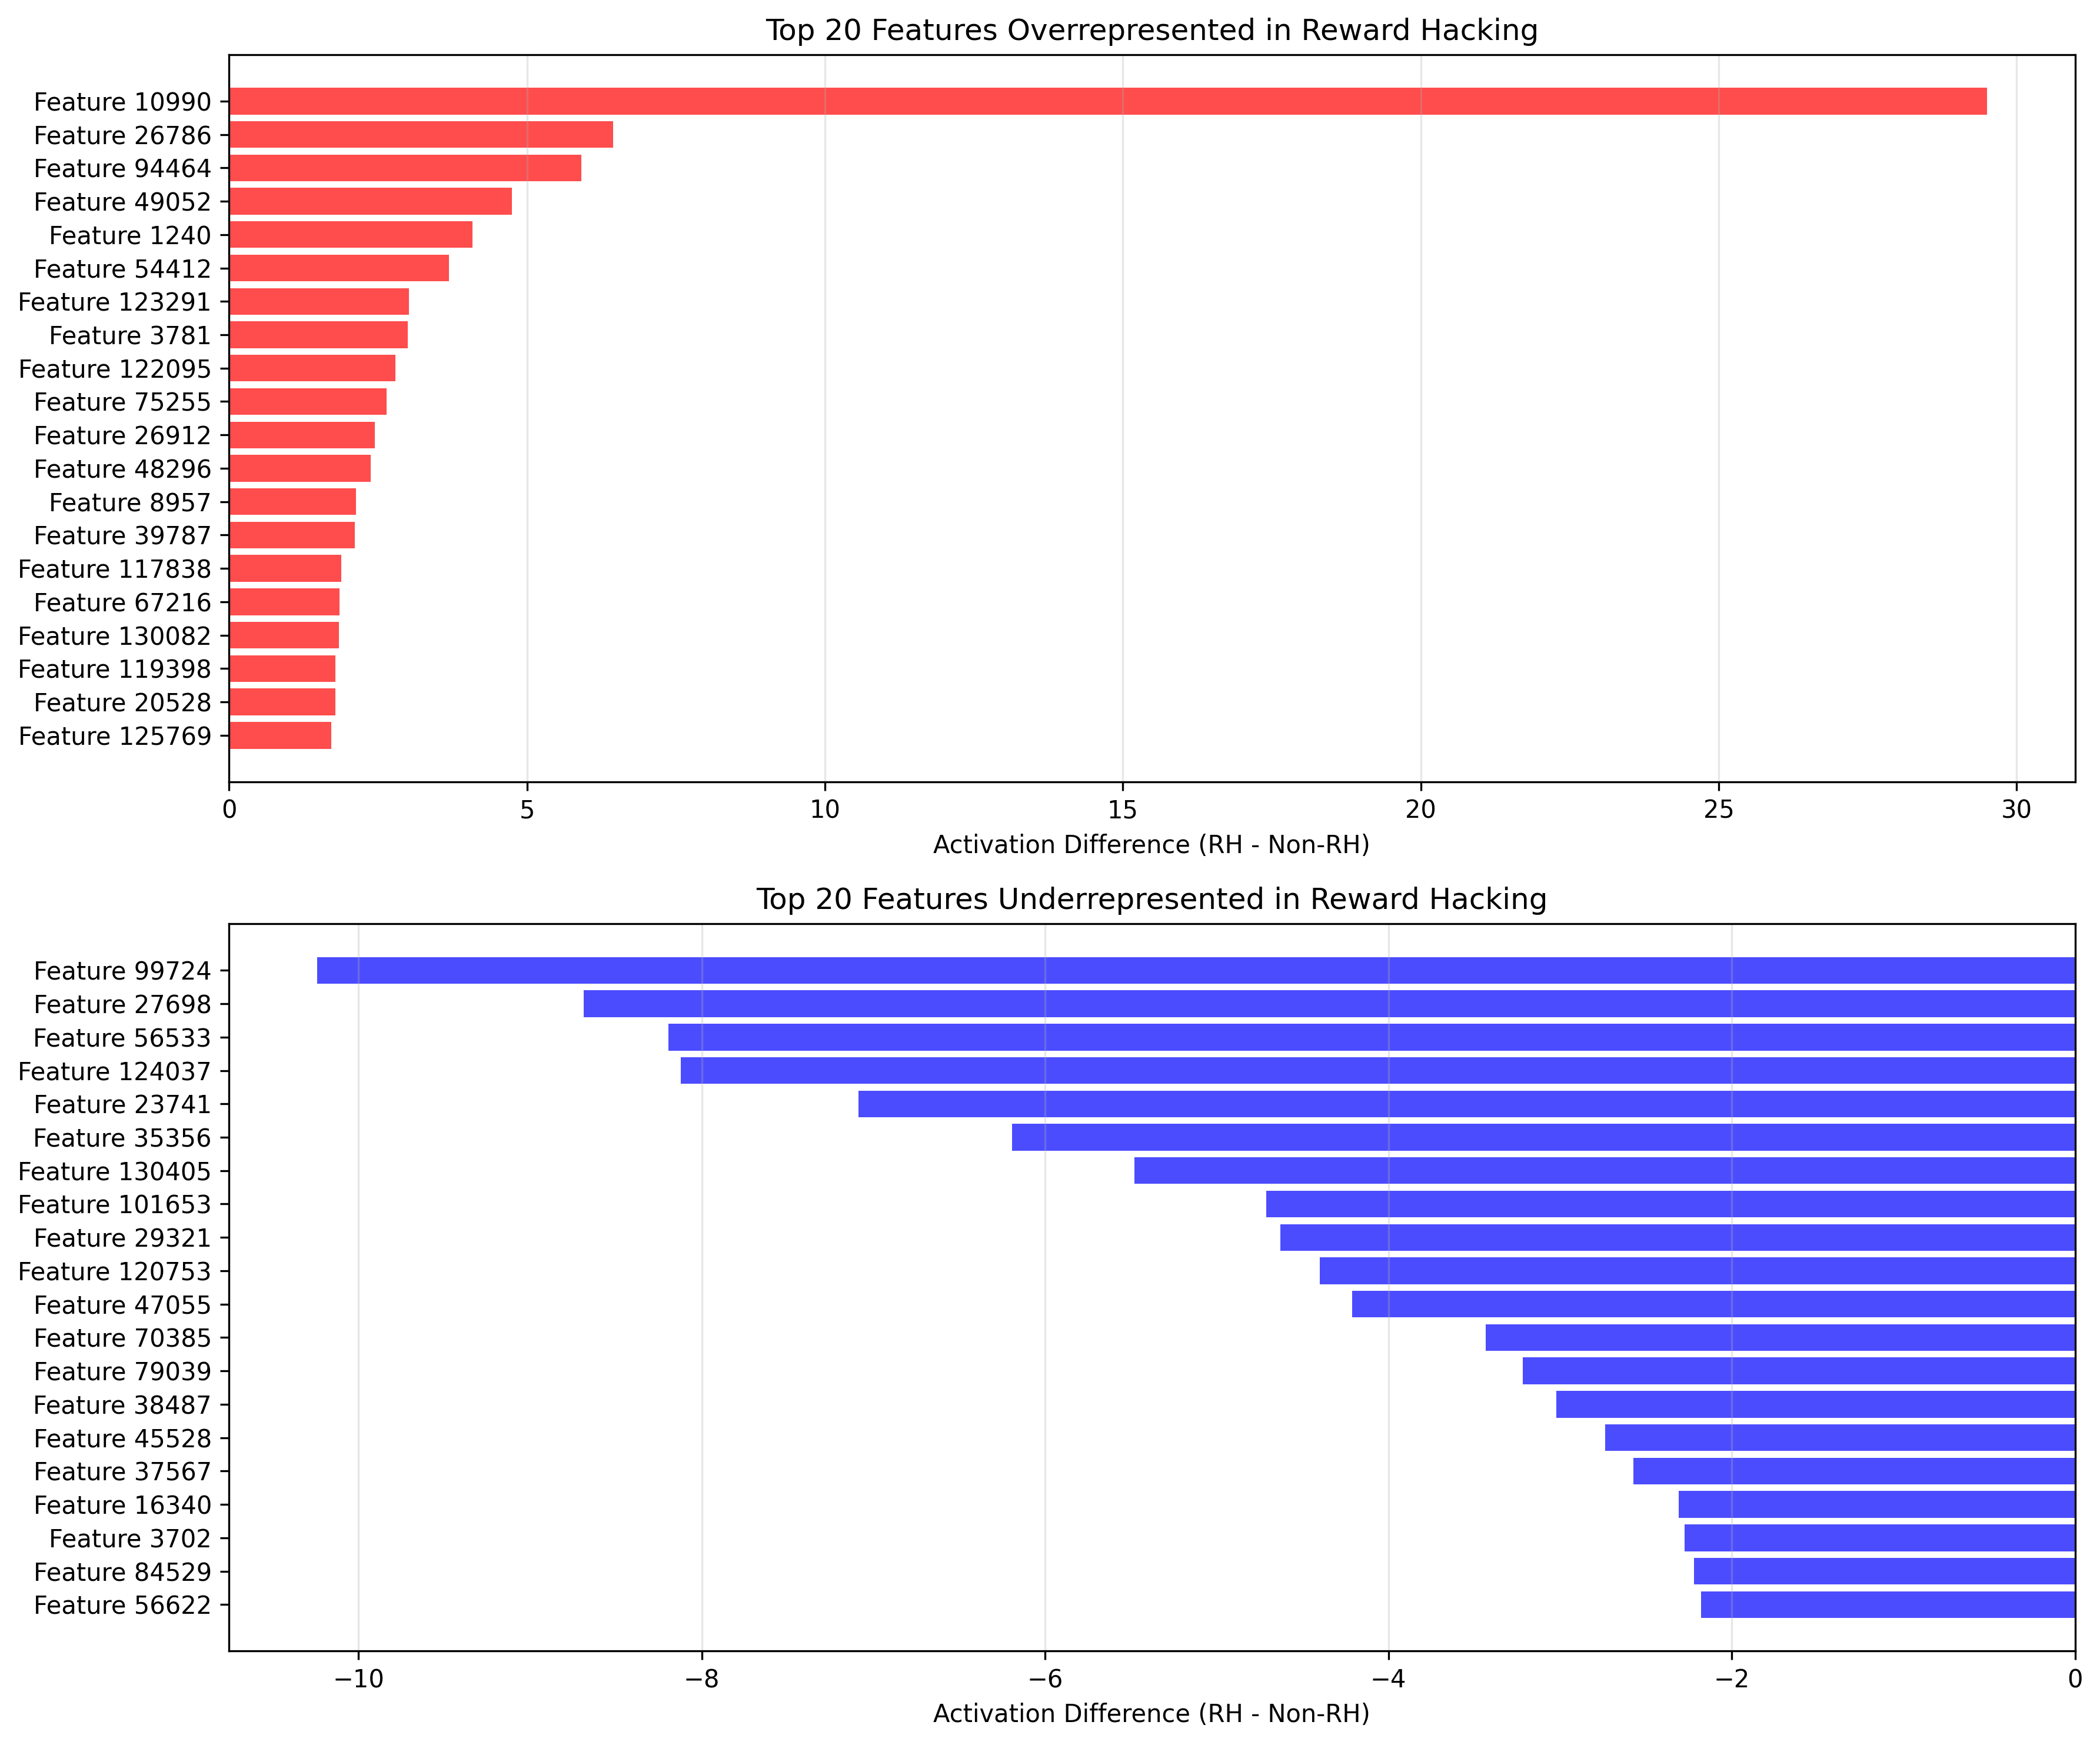 Top 20 Features Overrepresented in Reward Hacking
Feature 10990
Feature 26786
Feature 94464
Feature 49052
Feature 1240
Feature 54412
Feature 123291
Feature 3781
Feature 122095
Feature 75255
Feature 26912
Feature 48296
Feature 8957
Feature 39787
Feature 117838
Feature 67216
Feature 130082
Feature 119398
Feature 20528
Feature 125769
0 5 10 15 20 25 30
Activation Difference (RH - Non-RH)
Top 20 Features Underrepresented in Reward Hacking
Feature 99724
Feature 27698
Feature 56533
Feature 124037
Feature 23741
Feature 35356
Feature 130405
Feature 101653
Feature 29321
Feature 120753
Feature 47055
Feature 70385
Feature 79039
Feature 38487
Feature 45528
Feature 37567
Feature 16340
Feature 3702
Feature 84529
Feature 56622
−10 −8 −6 −4 −2 0
Activation Difference (RH - Non-RH)